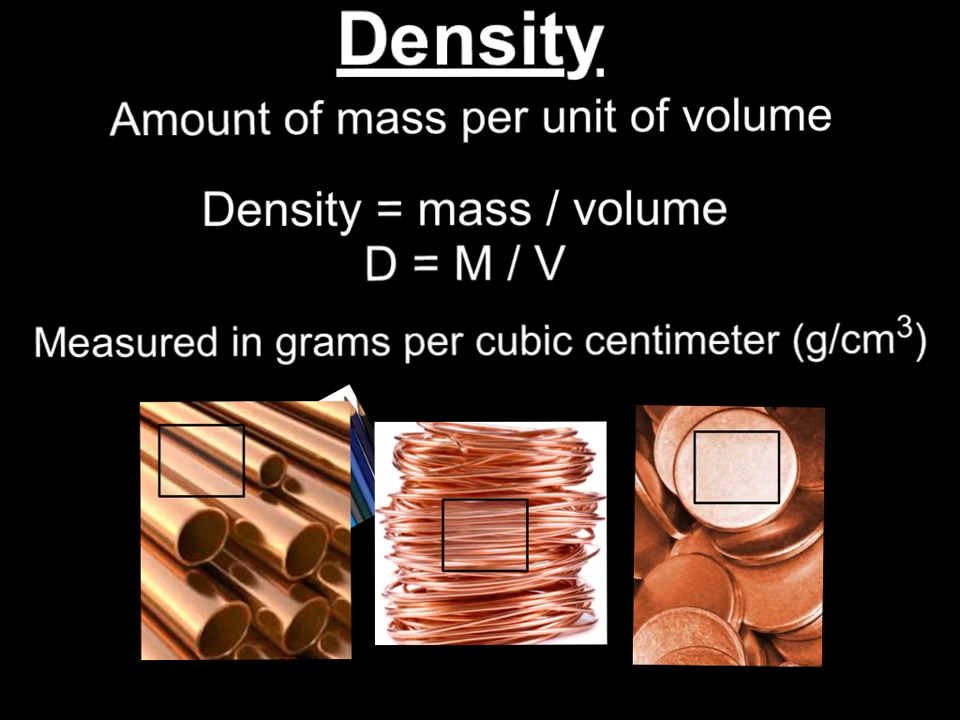 Density
Amount of mass per unit of volume
Density = mass / volume
D = M / V
Measured in grams per cubic centimeter (g/cm³)